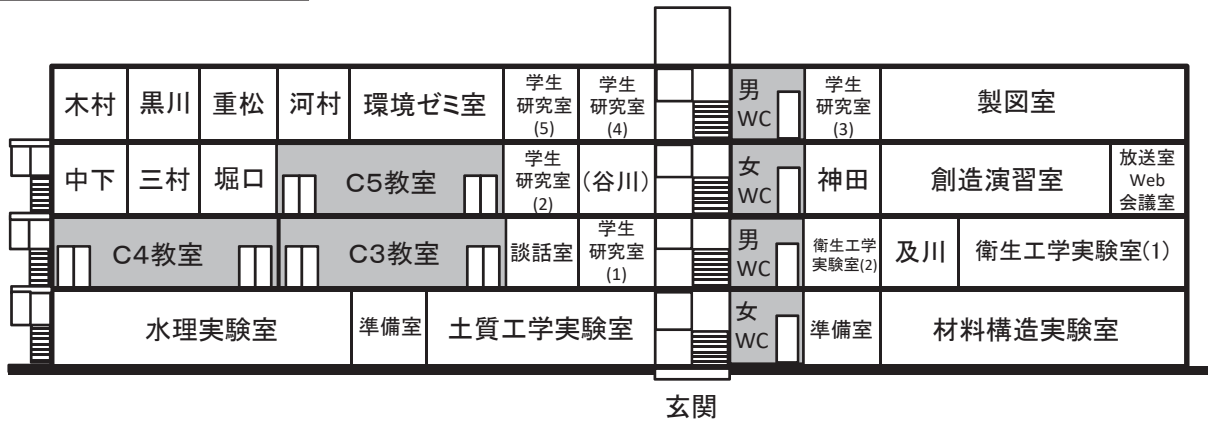 木村
黒川
重松
河村
環境ゼミ室
学生
研究室
(5)
学生
研究室
(4)
男
WC
学生
研究室
(3)
製図室
中下
三村
堀口
C5教室
学生
研究室
(2)
(谷川)
女
WC
神田
創造演習室
放送室
Web
会議室
C4教室
C3教室
談話室
学生
研究室
(1)
男
WC
衛生工学
実験室(2)
及川
衛生工学実験室(1)
水理実験室
準備室
土質工学実験室
女
WC
準備室
材料構造実験室
玄関